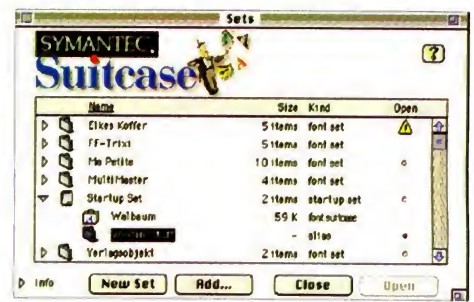 Sets
SYMANTEC.
Suitcase
?
Name Size Kind Open
Elkes Koffer 5 items font set
FF-Trixi 5 items font set
Ma Petite 10 items font set
MultiMaster 4 items font set
Startup Set 2 items startup set
Walbaum 59 K font suitcase
- alias
Verlagsobjekt 2 items font set
Info New Set Add... Close Open